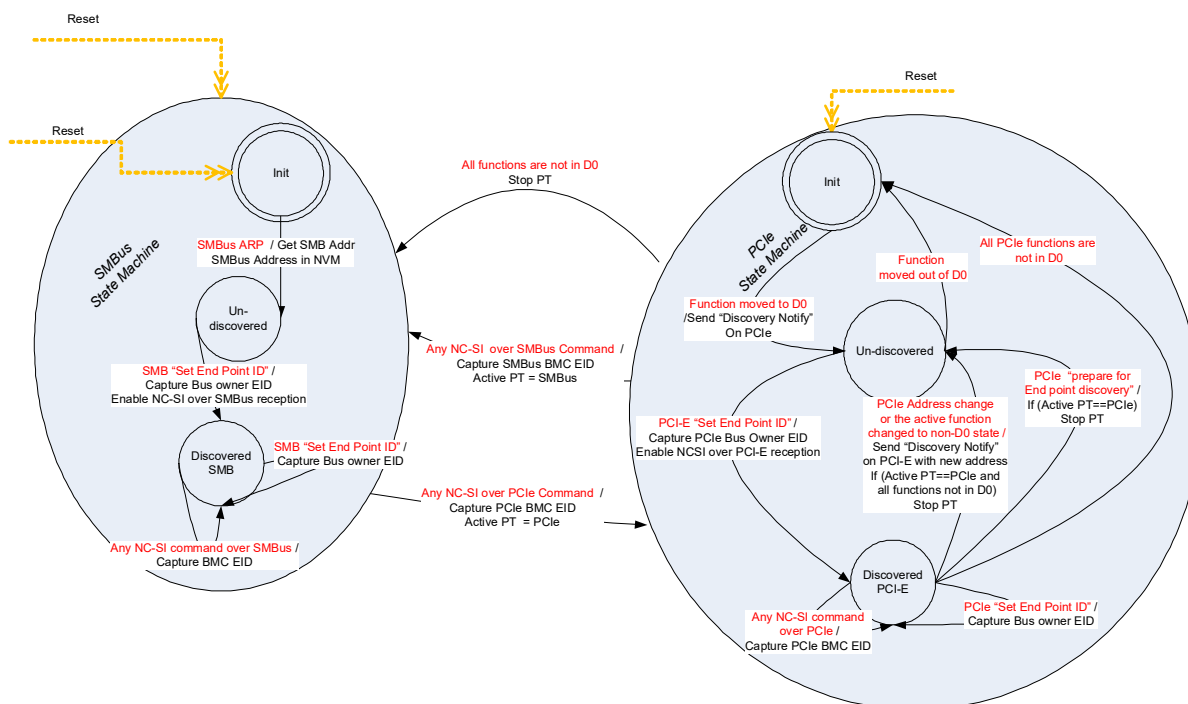 Reset
Reset
Init
SMBus ARP / Get SMB Addr
SMBus Address in NVM
SMBus
State Machine
Un-
discovered
SMB “Set End Point ID” /
Capture Bus owner EID
Enable NC-SI over SMBus reception
Discovered
SMB
SMB “Set End Point ID” /
Capture Bus owner EID
Any NC-SI command over SMBus /
Capture BMC EID
All functions are not in D0
Stop PT
Any NC-SI over SMBus Command /
Capture SMBus BMC EID
Active PT = SMBus
Any NC-SI over PCIe Command /
Capture PCIe BMC EID
Active PT = PCIe
Reset
Init
PCIe
State Machine
Function moved to D0
/Send “Discovery Notify”
On PCIe
Function
moved out of D0
All PCIe functions are
not in D0
Un-discovered
PCI-E “Set End Point ID” /
Capture PCIe Bus Owner EID
Enable NCSI over PCI-E reception
PCIe Address change
or the active function
changed to non-D0 state /
Send “Discovery Notify”
on PCI-E with new address
If (Active PT==PCIe and
all functions not in D0)
Stop PT
PCIe “prepare for
End point discovery” /
If (Active PT==PCIe)
Stop PT
Discovered
PCI-E
Any NC-SI command
over PCIe /
Capture PCIe BMC EID
PCIe “Set End Point ID” /
Capture Bus owner EID